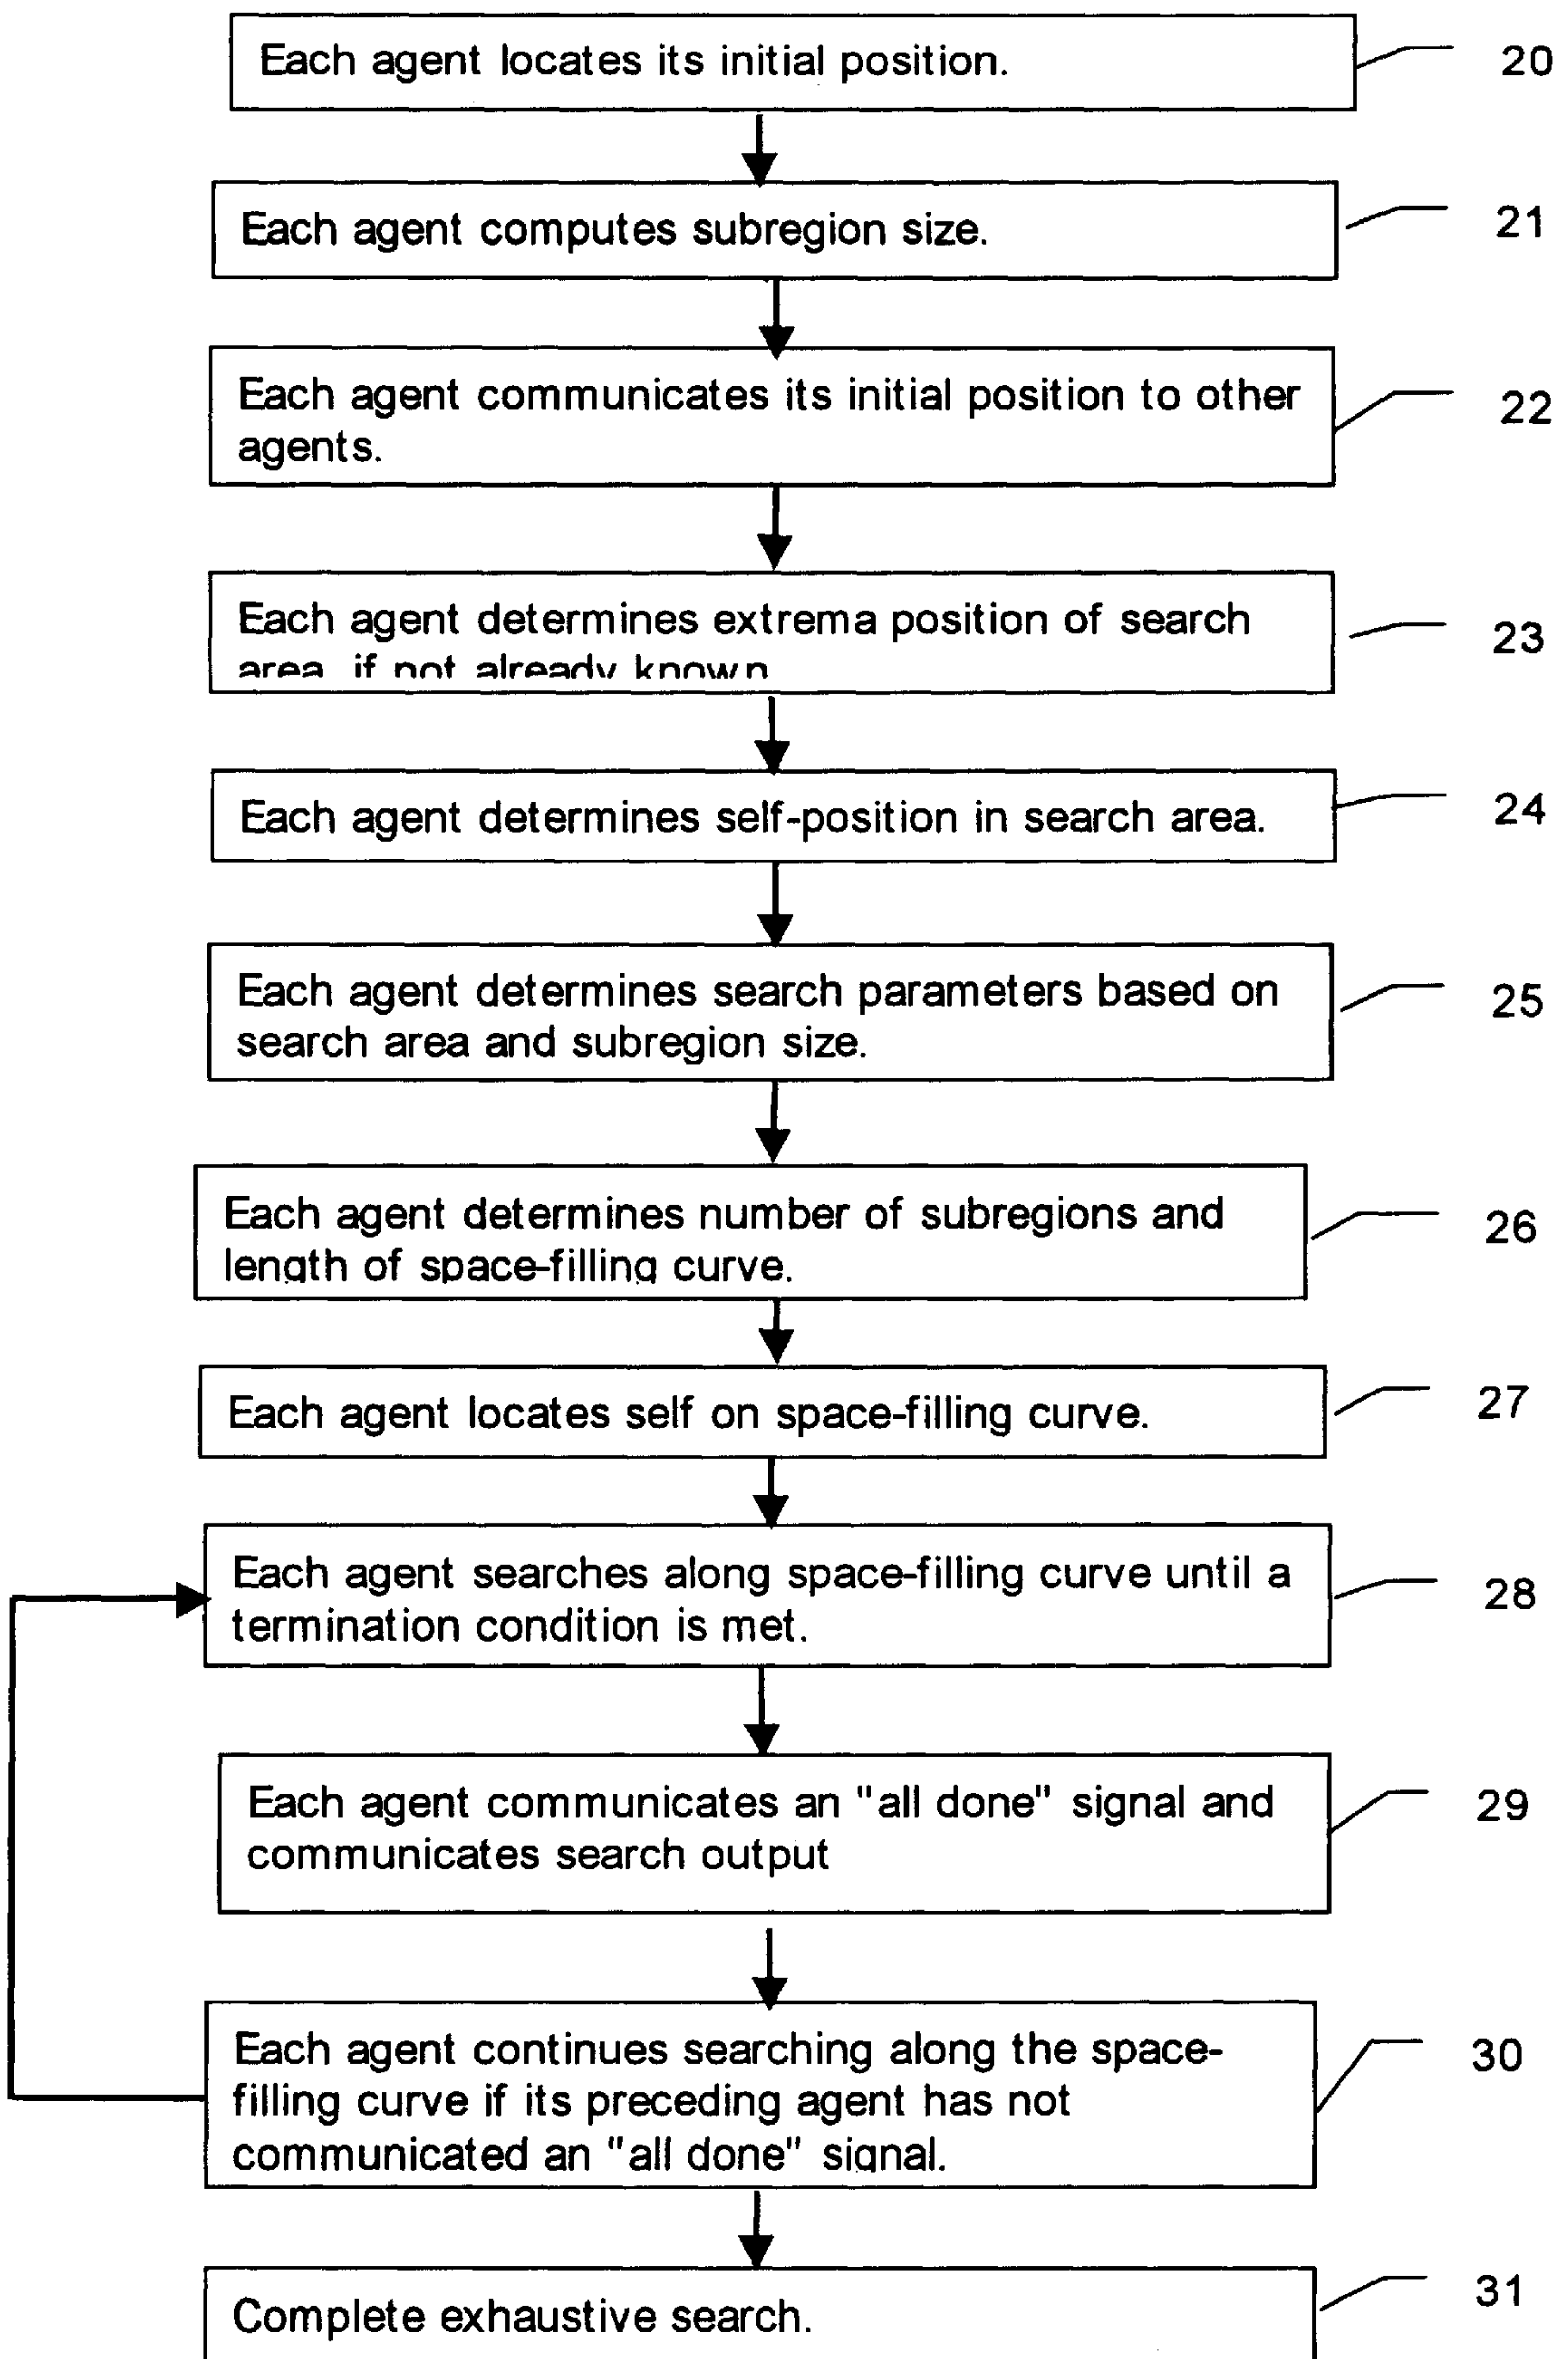 Each agent locates its initial position.
20
Each agent computes subregion size.
21
Each agent communicates its initial position to other
agents.
22
Each agent determines extrema position of search
area if not already known
23
Each agent determines self-position in search area.
24
Each agent determines search parameters based on
search area and subregion size.
25
Each agent determines number of subregions and
length of space-filling curve.
26
Each agent locates self on space-filling curve.
27
Each agent searches along space-filling curve until a
termination condition is met.
28
Each agent communicates an "all done" signal and
communicates search output
29
Each agent continues searching along the space-
filling curve if its preceding agent has not
communicated an "all done" signal.
30
Complete exhaustive search.
31